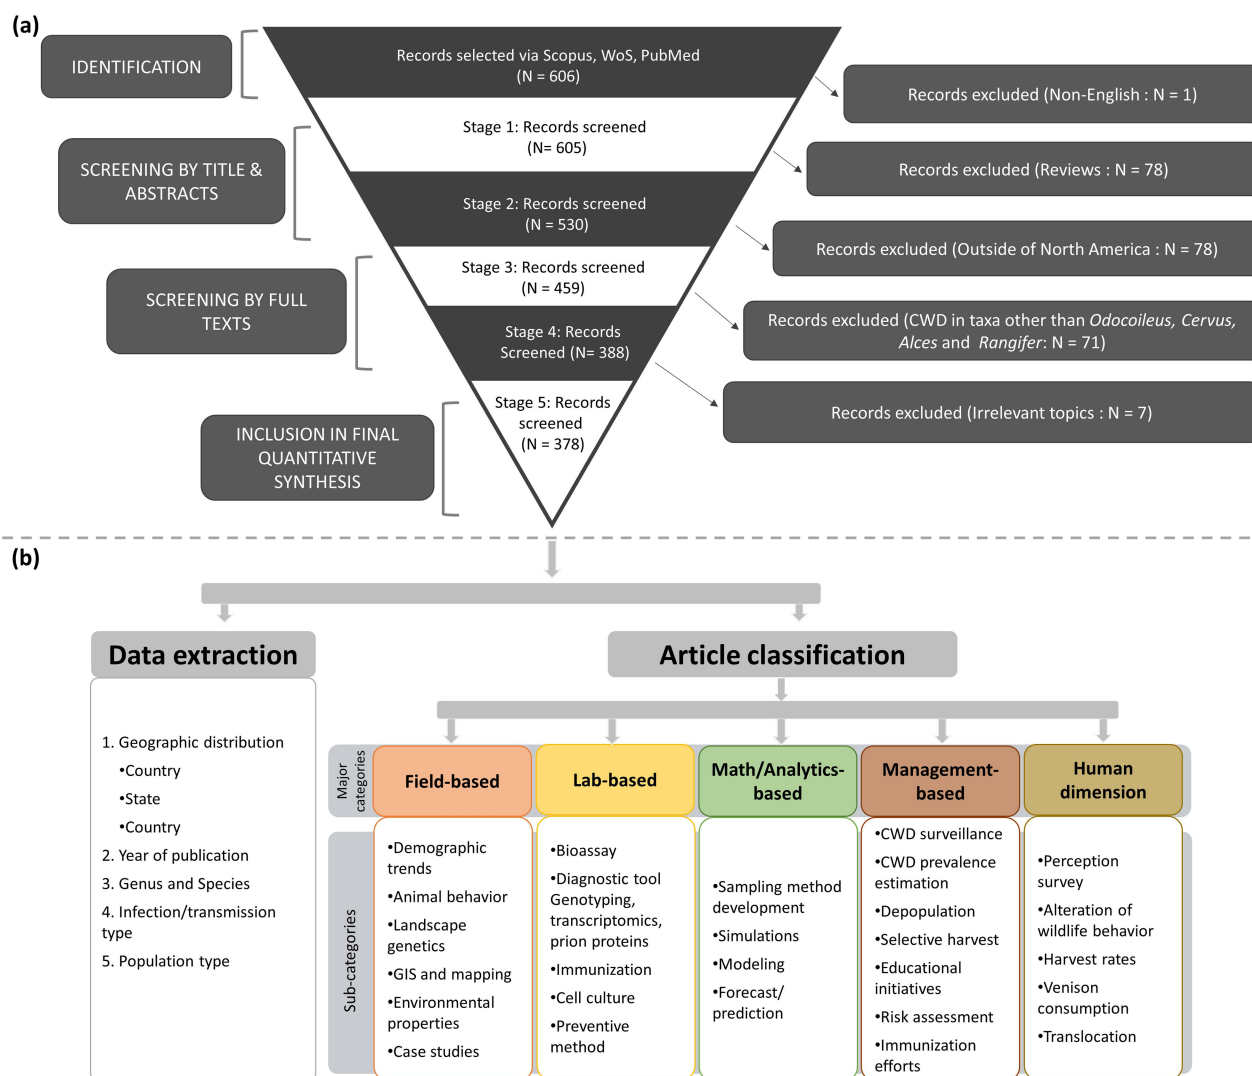 (a)
IDENTIFICATION
Records selected via Scopus, WoS, PubMed
(N = 606)
Records excluded (Non-English : N = 1)
SCREENING BY TITLE &
ABSTRACTS
Stage 1: Records screened
(N= 605)
Records excluded (Reviews : N = 78)
Stage 2: Records screened
(N = 530)
Records excluded (Outside of North America : N = 78)
SCREENING BY FULL
TEXTS
Stage 3: Records screened
(N = 459)
Records excluded (CWD in taxa other than Odocoileus, Cervus,
Alces and Rangifer: N = 71)
Stage 4: Records
Screened (N= 388)
Records excluded (Irrelevant topics : N = 7)
INCLUSION IN FINAL
QUANTITATIVE
SYNTHESIS
Stage 5: Records
screened
(N = 378)
(b)
Data extraction
1. Geographic distribution
•Country
•State
•Country
2. Year of publication
3. Genus and Species
4. Infection/transmission
type
5. Population type
Article classification
Major
categories
Field-based
Lab-based
Math/Analytics-
based
Management-
based
Human
dimension
Sub-categories
•Demographic
trends
•Animal behavior
•Landscape
genetics
•GIS and mapping
•Environmental
properties
•Case studies
•Bioassay
•Diagnostic tool
Genotyping,
transcriptomics,
prion proteins
•Immunization
•Cell culture
•Preventive
method
•Sampling method
development
•Simulations
•Modeling
•Forecast/
prediction
•CWD surveillance
•CWD prevalence
estimation
•Depopulation
•Selective harvest
•Educational
initiatives
•Risk assessment
•Immunization
efforts
•Perception
survey
•Alteration of
wildlife behavior
•Harvest rates
•Venison
consumption
•Translocation